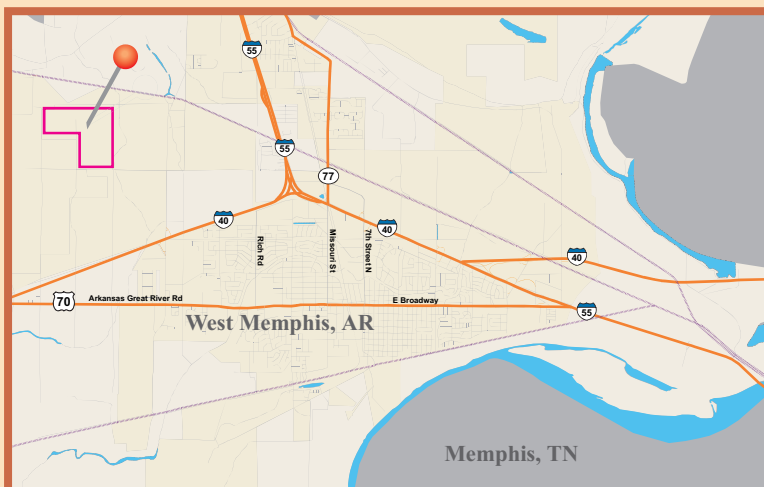 55
55
77
40
40
Rich Rd
Missouri St
7th Street N
40
70
Arkansas Great River Rd
E Broadway
55
West Memphis, AR
Memphis, TN